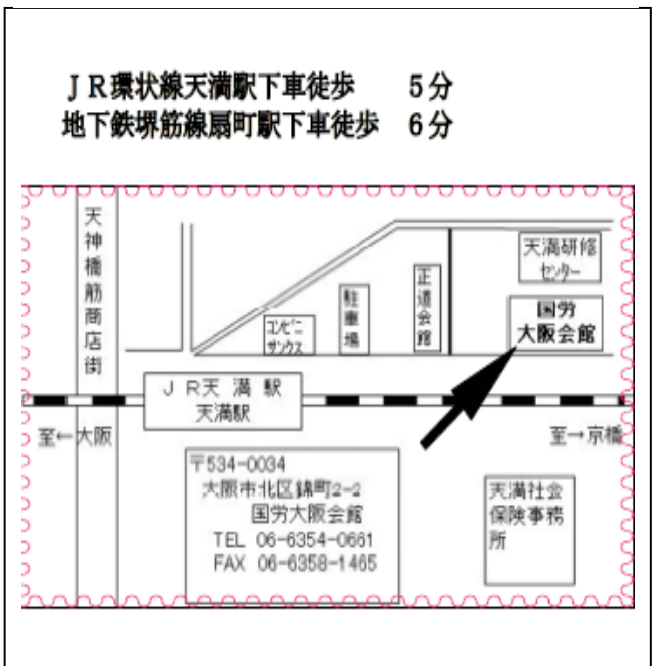 ＪＲ環状線天満駅下車徒歩　　５分
地下鉄堺筋線扇町駅下車徒歩　６分
天神橋筋商店街
天満研修
センター
国労
大阪会館
正道会館
駐車場
コンビニ
サンクス
ＪＲ天満駅
天満駅
至←大阪
至→京橋
〒534-0034
大阪市北区錦町2-2
国労大阪会館
TEL 06-6354-0661
FAX 06-6358-1465
天満社会
保険事務
所